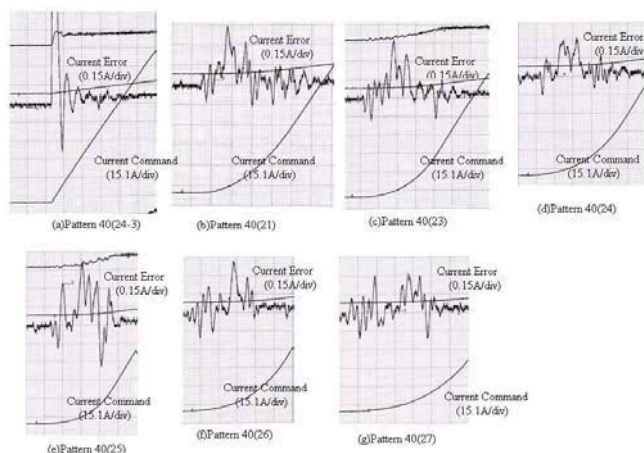 Current Error
(0.15A/div)
Current Command
(15.1A/div)
(a)Pattern 40(24-3)
Current Error
(0.15A/div)
Current Command
(15.1A/div)
(b)Pattern 40(21)
Current Error
(0.15A/div)
Current Command
(15.1A/div)
(c)Pattern 40(23)
Current Error
(0.15A/div)
Current Command
(15.1A/div)
(d)Pattern 40(24)
Current Error
(0.15A/div)
Current Command
(15.1A/div)
(e)Pattern 40(25)
Current Error
(0.15A/div)
Current Command
(15.1A/div)
(f)Pattern 40(26)
Current Error
(0.15A/div)
Current Command
(15.1A/div)
(g)Pattern 40(27)